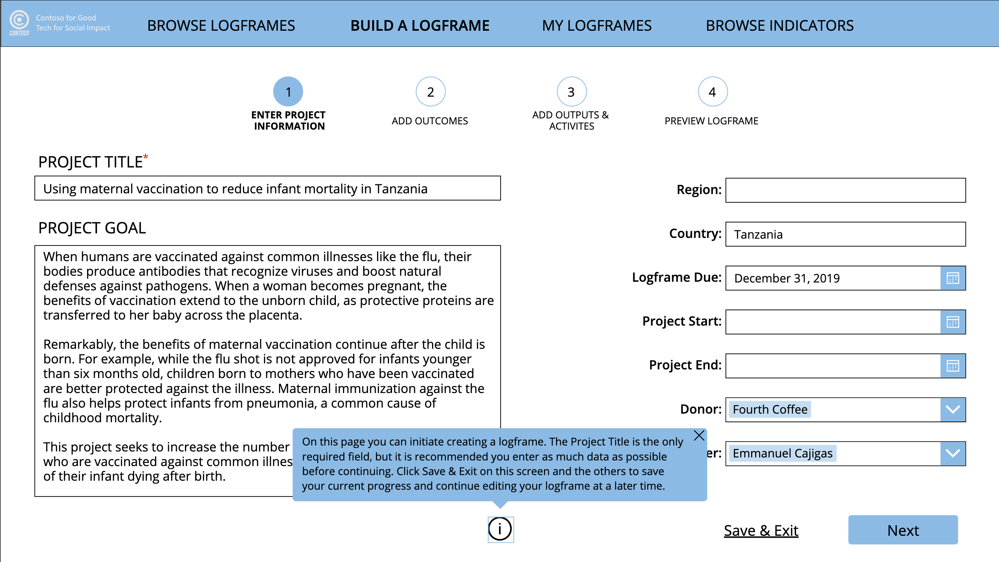 Contoso for Good
Tech for Social Impact
CONTOSO
BROWSE LOGFRAMES
BUILD A LOGFRAME
MY LOGFRAMES
BROWSE INDICATORS
1
ENTER PROJECT
INFORMATION
2
ADD OUTCOMES
3
ADD OUTPUTS &
ACTIVITES
4
PREVIEW LOGFRAME
PROJECT TITLE*
Using maternal vaccination to reduce infant mortality in Tanzania
PROJECT GOAL
When humans are vaccinated against common illnesses like the flu, their
bodies produce antibodies that recognize viruses and boost natural
defenses against pathogens. When a woman becomes pregnant, the
benefits of vaccination extend to the unborn child, as protective proteins are
transferred to her baby across the placenta.
Remarkably, the benefits of maternal vaccination continue after the child is
born. For example, while the flu shot is not approved for infants younger
than six months old, children born to mothers who have been vaccinated
are better protected against the illness. Maternal immunization against the
flu also helps protect infants from pneumonia, a common cause of
childhood mortality.
This project seeks to increase the number
who are vaccinated against common illnes
of their infant dying after birth.
Region:
Country: Tanzania
Logframe Due: December 31, 2019
Project Start:
Project End:
Donor: Fourth Coffee
er: Emmanuel Cajigas
On this page you can initiate creating a logframe. The Project Title is the only
required field, but it is recommended you enter as much data as possible
before continuing. Click Save & Exit on this screen and the others to save
your current progress and continue editing your logframe at a later time.
i
Save & Exit
Next